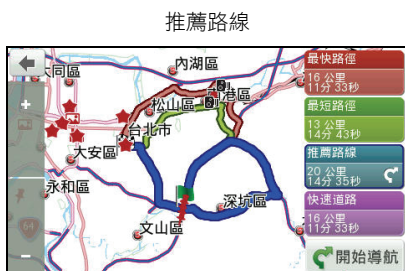 推薦路線
大同區
內湖區
松山區
港區
台北市
大安區
永和區
深坑區
文山區
64
最快路徑
16 公里
11分 33秒
最短路徑
13 公里
14分 43秒
推薦路線
20 公里
14分 35秒
快速道路
16 公里
11分 33秒
開始導航